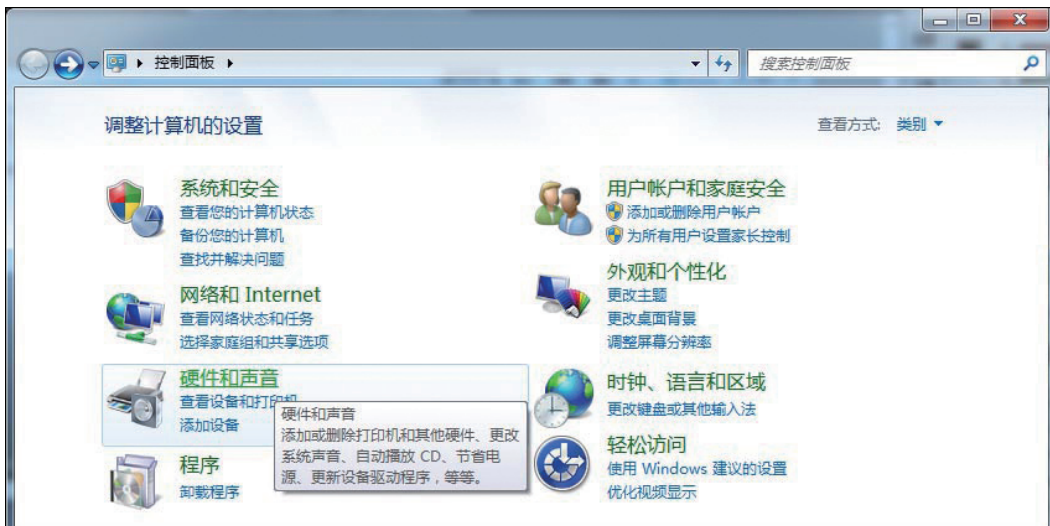 控制面板
搜索控制面板
调整计算机的设置
查看方式: 类别
系统和安全
查看您的计算机状态
备份您的计算机
查找并解决问题
网络和 Internet
查看网络状态和任务
选择家庭组和共享选项
硬件和声音
查看设备和打印机
添加设备
硬件和声音
添加或删除打印机和其他硬件、更改
系统声音、自动播放 CD、节省电
源、更新设备驱动程序，等等。
程序
卸载程序
用户帐户和家庭安全
添加或删除用户帐户
为所有用户设置家长控制
外观和个性化
更改主题
更改桌面背景
调整屏幕分辨率
时钟、语言和区域
更改键盘或其他输入法
轻松访问
使用 Windows 建议的设置
优化视频显示